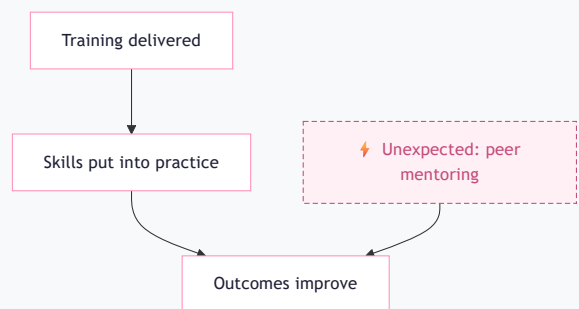 Training delivered
Skills put into practice
⚡ Unexpected: peer
mentoring
Outcomes improve